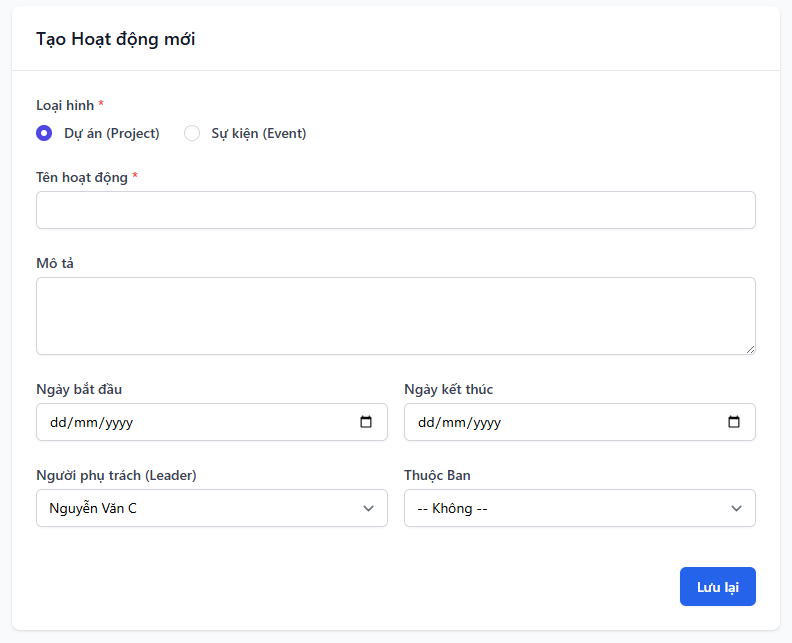 Tạo Hoạt động mới
Loại hình *
Dự án (Project) Sự kiện (Event)
Tên hoạt động *
Mô tả
Ngày bắt đầu Ngày kết thúc
dd/mm/yyyy dd/mm/yyyy
Người phụ trách (Leader) Thuộc Ban
Nguyễn Văn C -- Không --
Lưu lại